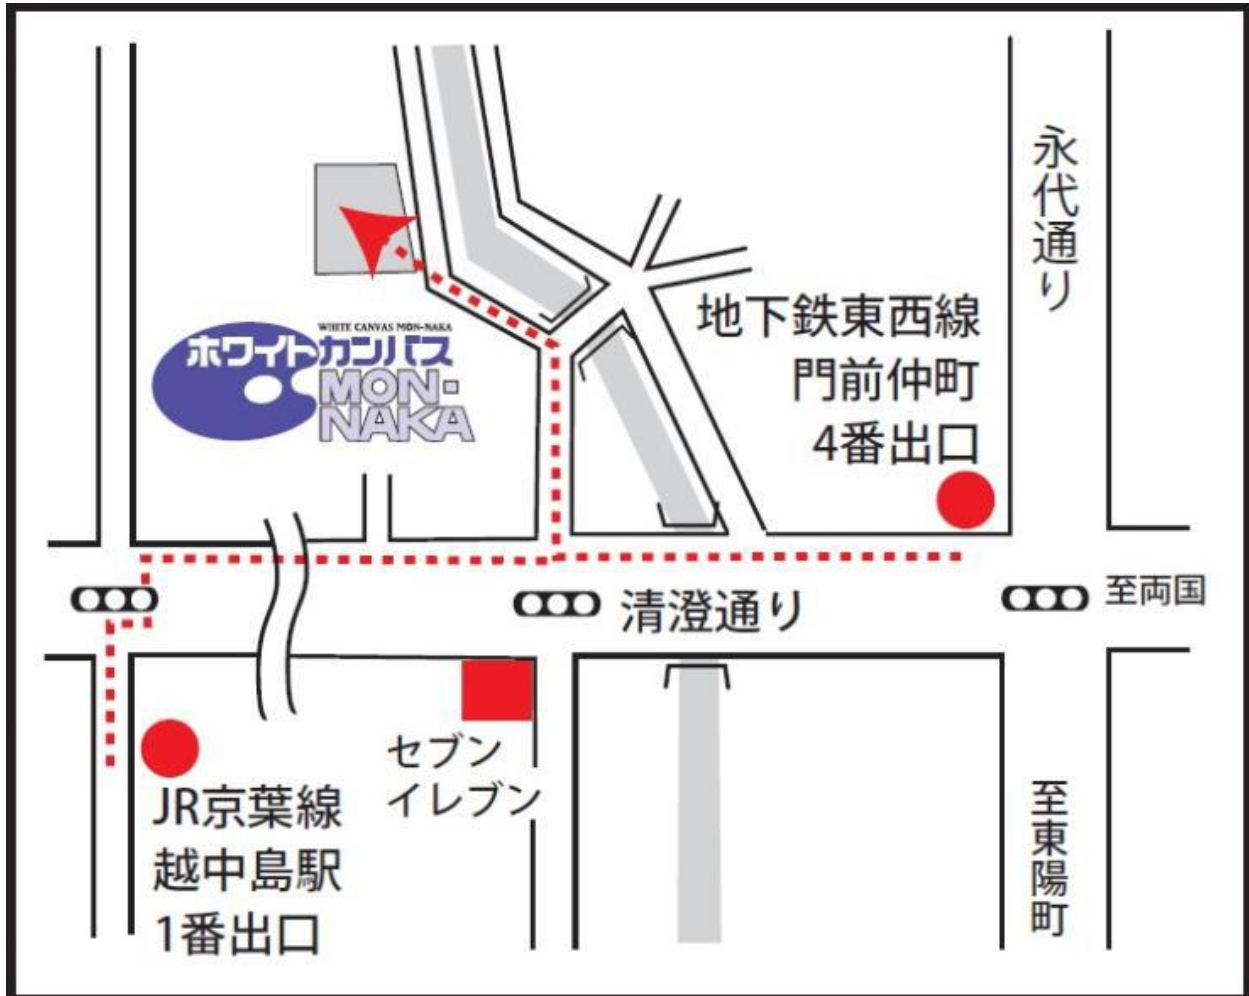 永代通り
地下鉄東西線
門前仲町
4番出口
WHITE CANVAS MON-NAKA
ホワイトカンバス
MON-
NAKA
清澄通り
至両国
セブン
イレブン
JR京葉線
越中島駅
1番出口
至東陽町